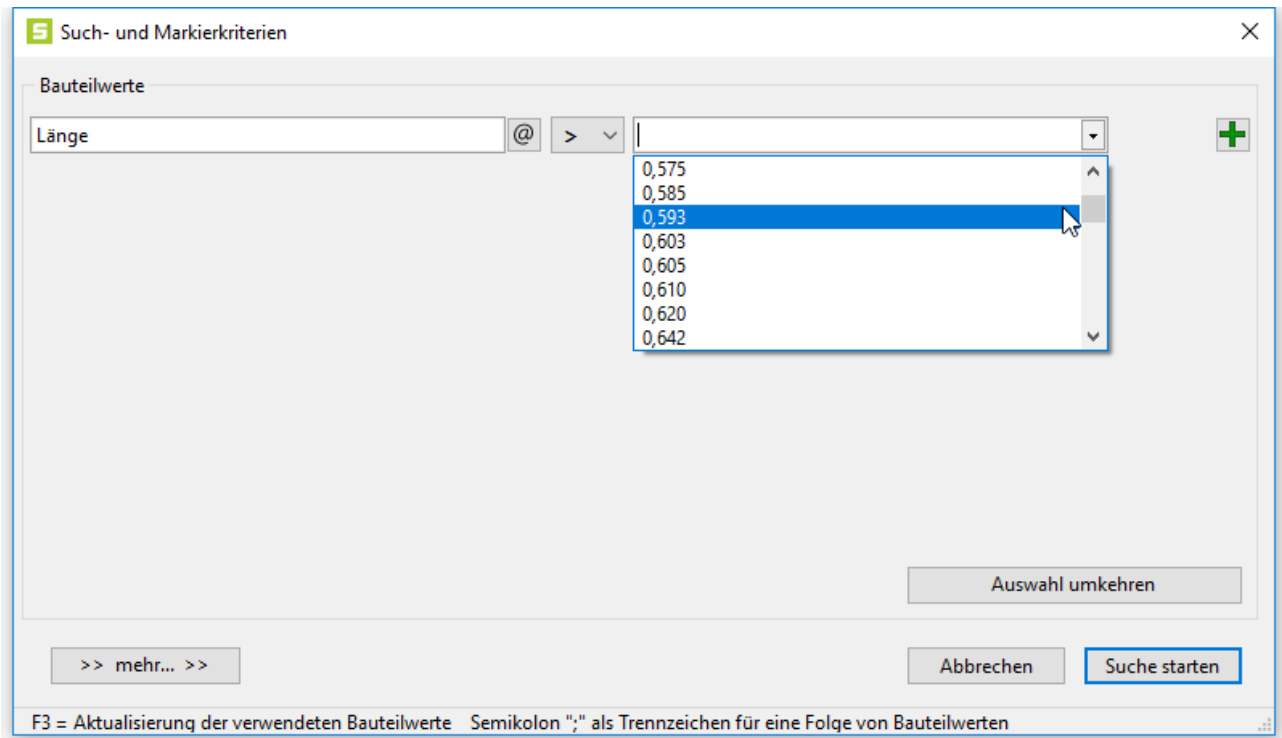 Such- und Markierkriterien
Bauteilwerte
Länge @ >
0,575
0,585
0,593
0,603
0,605
0,610
0,620
0,642
Auswahl umkehren
>> mehr... >> Abbrechen Suche starten
F3 = Aktualisierung der verwendeten Bauteilwerte Semikolon ";" als Trennzeichen für eine Folge von Bauteilwerten